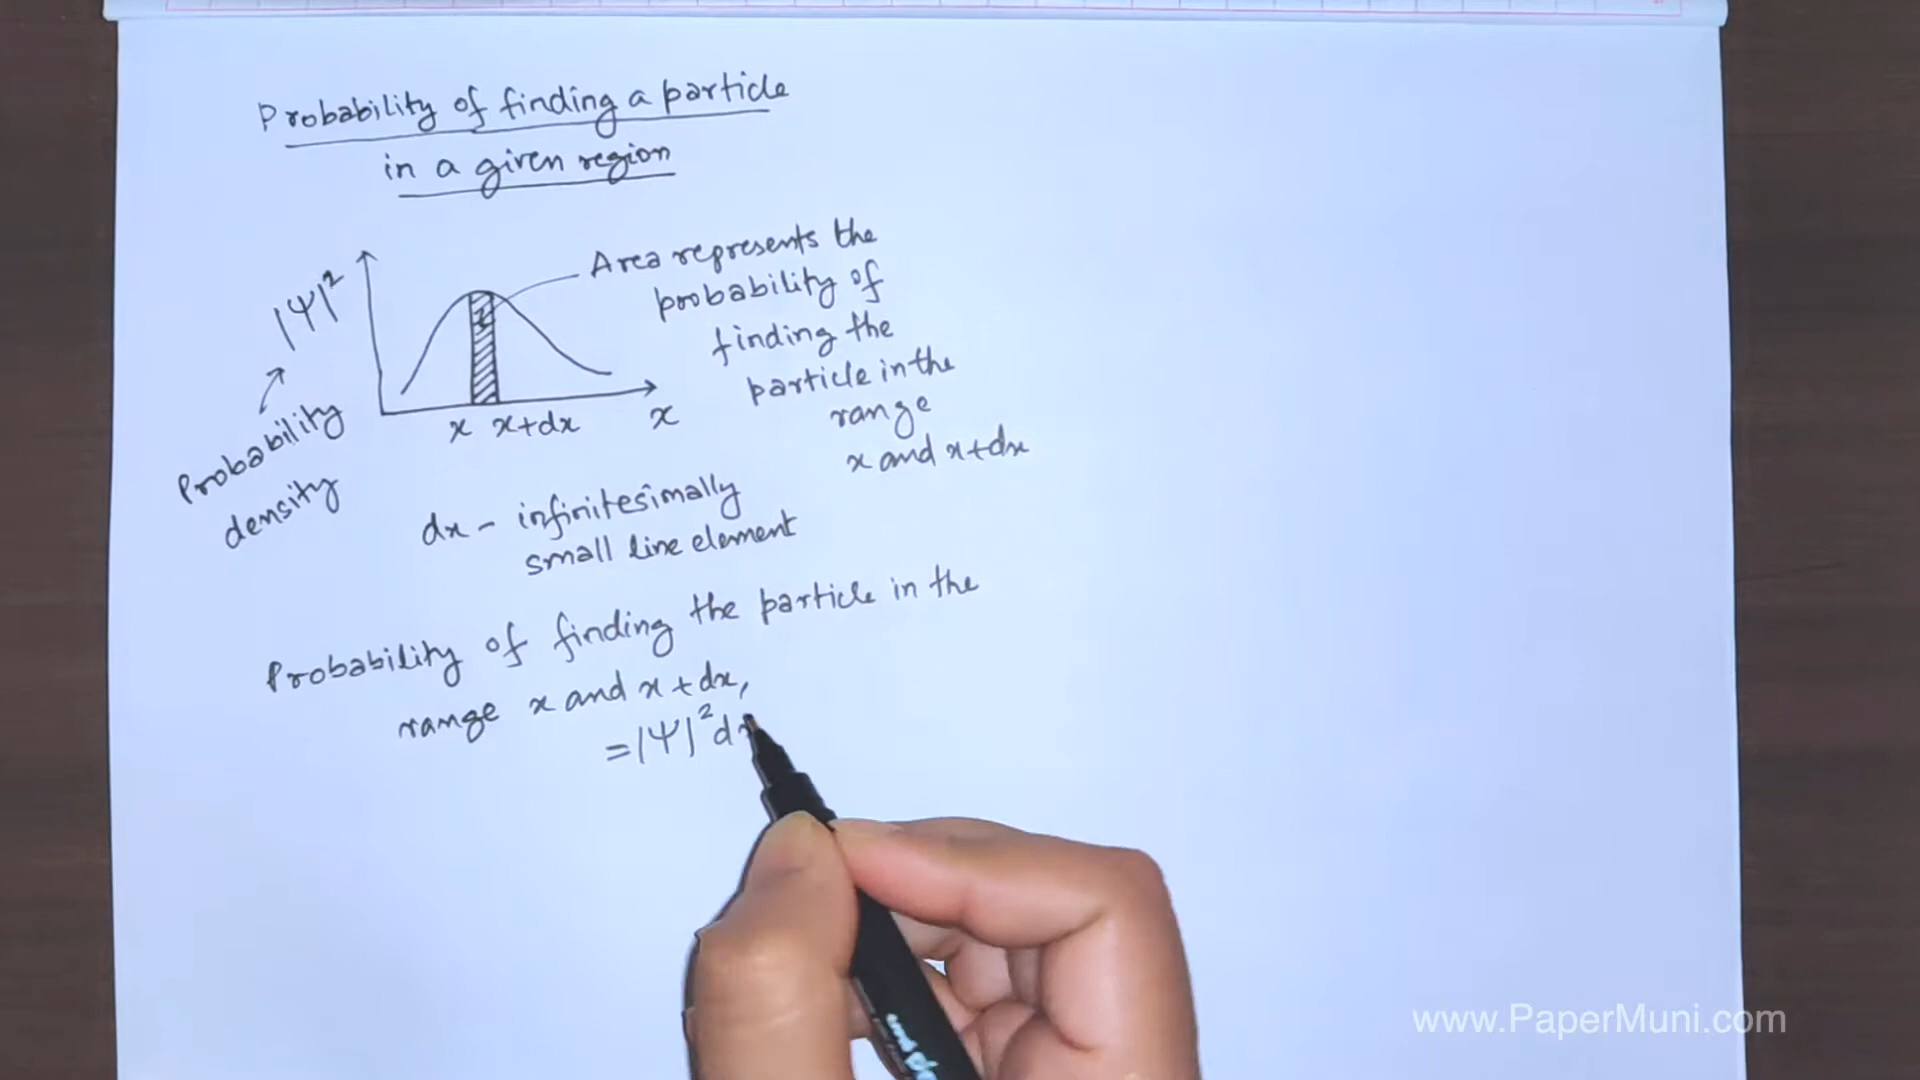 Probability of finding a particle
in a given region
|Ψ|²
Probability
density
x x+dx x
Area represents the
probability of
finding the
particle in the
range
x and x+dx
dx - infinitesimally
small line element
Probability of finding the particle in the
range x and x + dx,
= |Ψ|² dx
www.PaperMuni.com